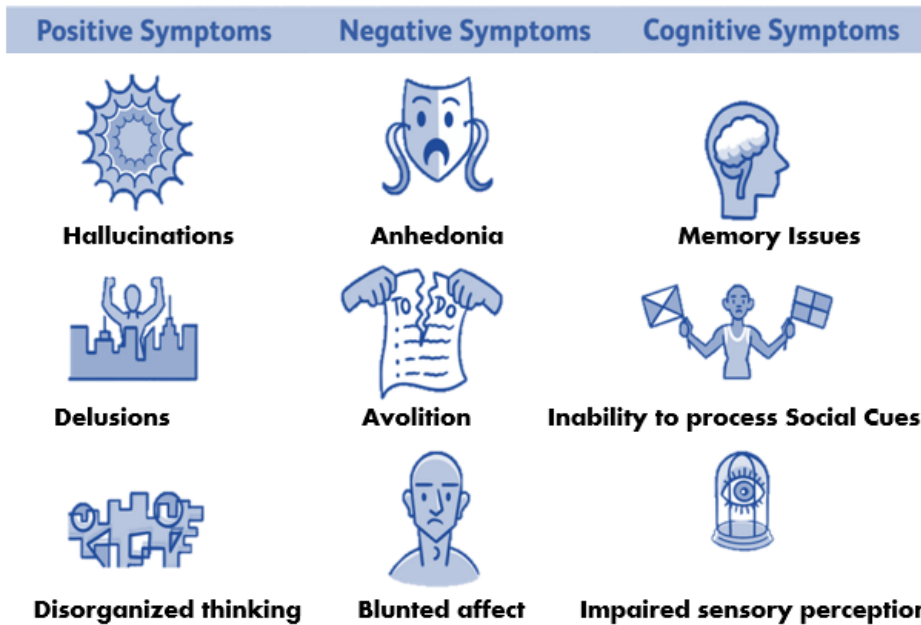 Positive Symptoms Negative Symptoms Cognitive Symptoms
Hallucinations Anhedonia Memory Issues
TO DO
Delusions Avolition Inability to process Social Cues
Disorganized thinking Blunted affect Impaired sensory perception